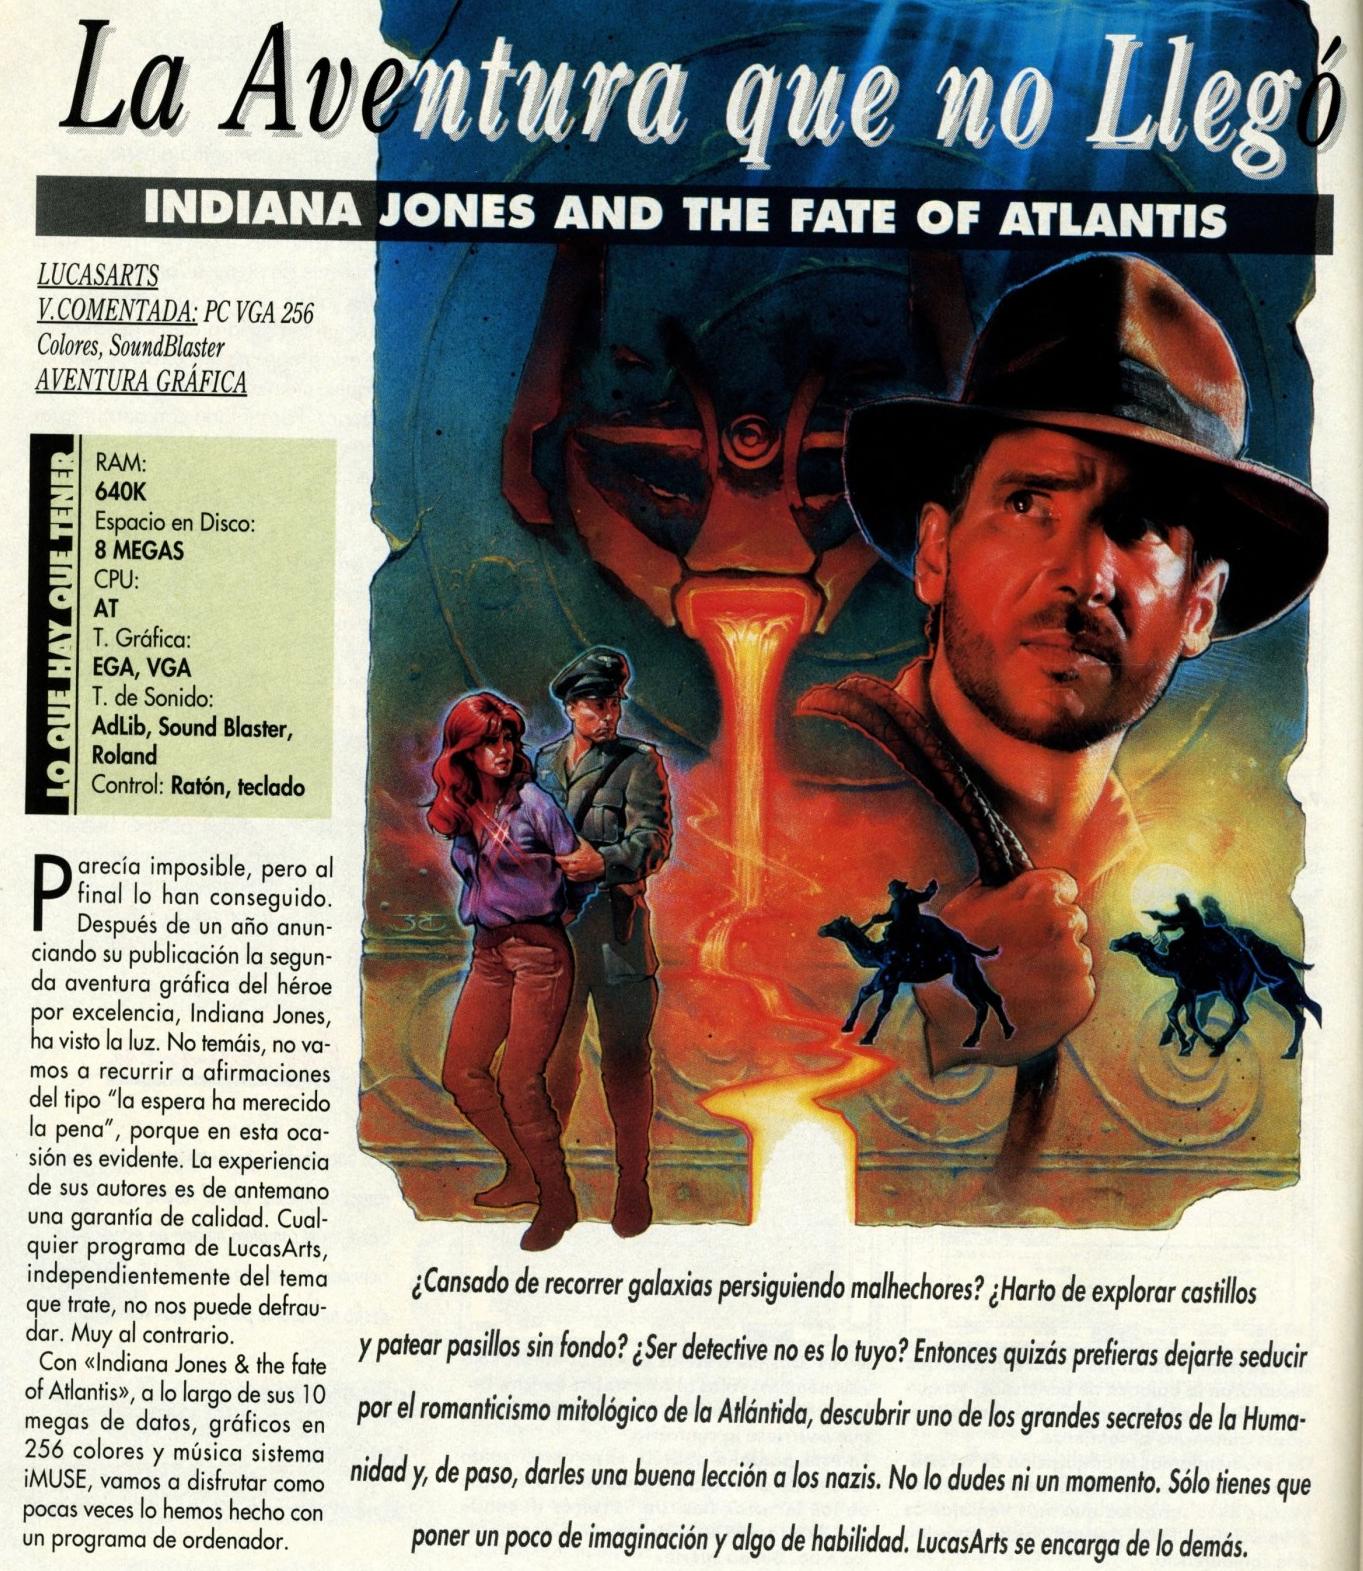 La Aventura que no Llegó
INDIANA JONES AND THE FATE OF ATLANTIS
LUCASARTS
V.COMENTADA: PC VGA 256
Colores, SoundBlaster
AVENTURA GRÁFICA
LO QUE HAY QUE TENER
RAM:
640K
Espacio en Disco:
8 MEGAS
CPU:
AT
T. Gráfica:
EGA, VGA
T. de Sonido:
AdLib, Sound Blaster,
Roland
Control: Ratón, teclado
Parecía imposible, pero al
final lo han conseguido.
Después de un año anun-
ciando su publicación la segun-
da aventura gráfica del héroe
por excelencia, Indiana Jones,
ha visto la luz. No temáis, no va-
mos a recurrir a afirmaciones
del tipo "la espera ha merecido
la pena", porque en esta oca-
sión es evidente. La experiencia
de sus autores es de antemano
una garantía de calidad. Cual-
quier programa de LucasArts,
independientemente del tema
que trate, no nos puede defrau-
dar. Muy al contrario.
Con «Indiana Jones & the fate
of Atlantis», a lo largo de sus 10
megas de datos, gráficos en
256 colores y música sistema
iMUSE, vamos a disfrutar como
pocas veces lo hemos hecho con
un programa de ordenador.
¿Cansado de recorrer galaxias persiguiendo malhechores? ¿Harto de explorar castillos
y patear pasillos sin fondo? ¿Ser detective no es lo tuyo? Entonces quizás prefieras dejarte seducir
por el romanticismo mitológico de la Atlántida, descubrir uno de los grandes secretos de la Huma-
nidad y, de paso, darles una buena lección a los nazis. No lo dudes ni un momento. Sólo tienes que
poner un poco de imaginación y algo de habilidad. LucasArts se encarga de lo demás.